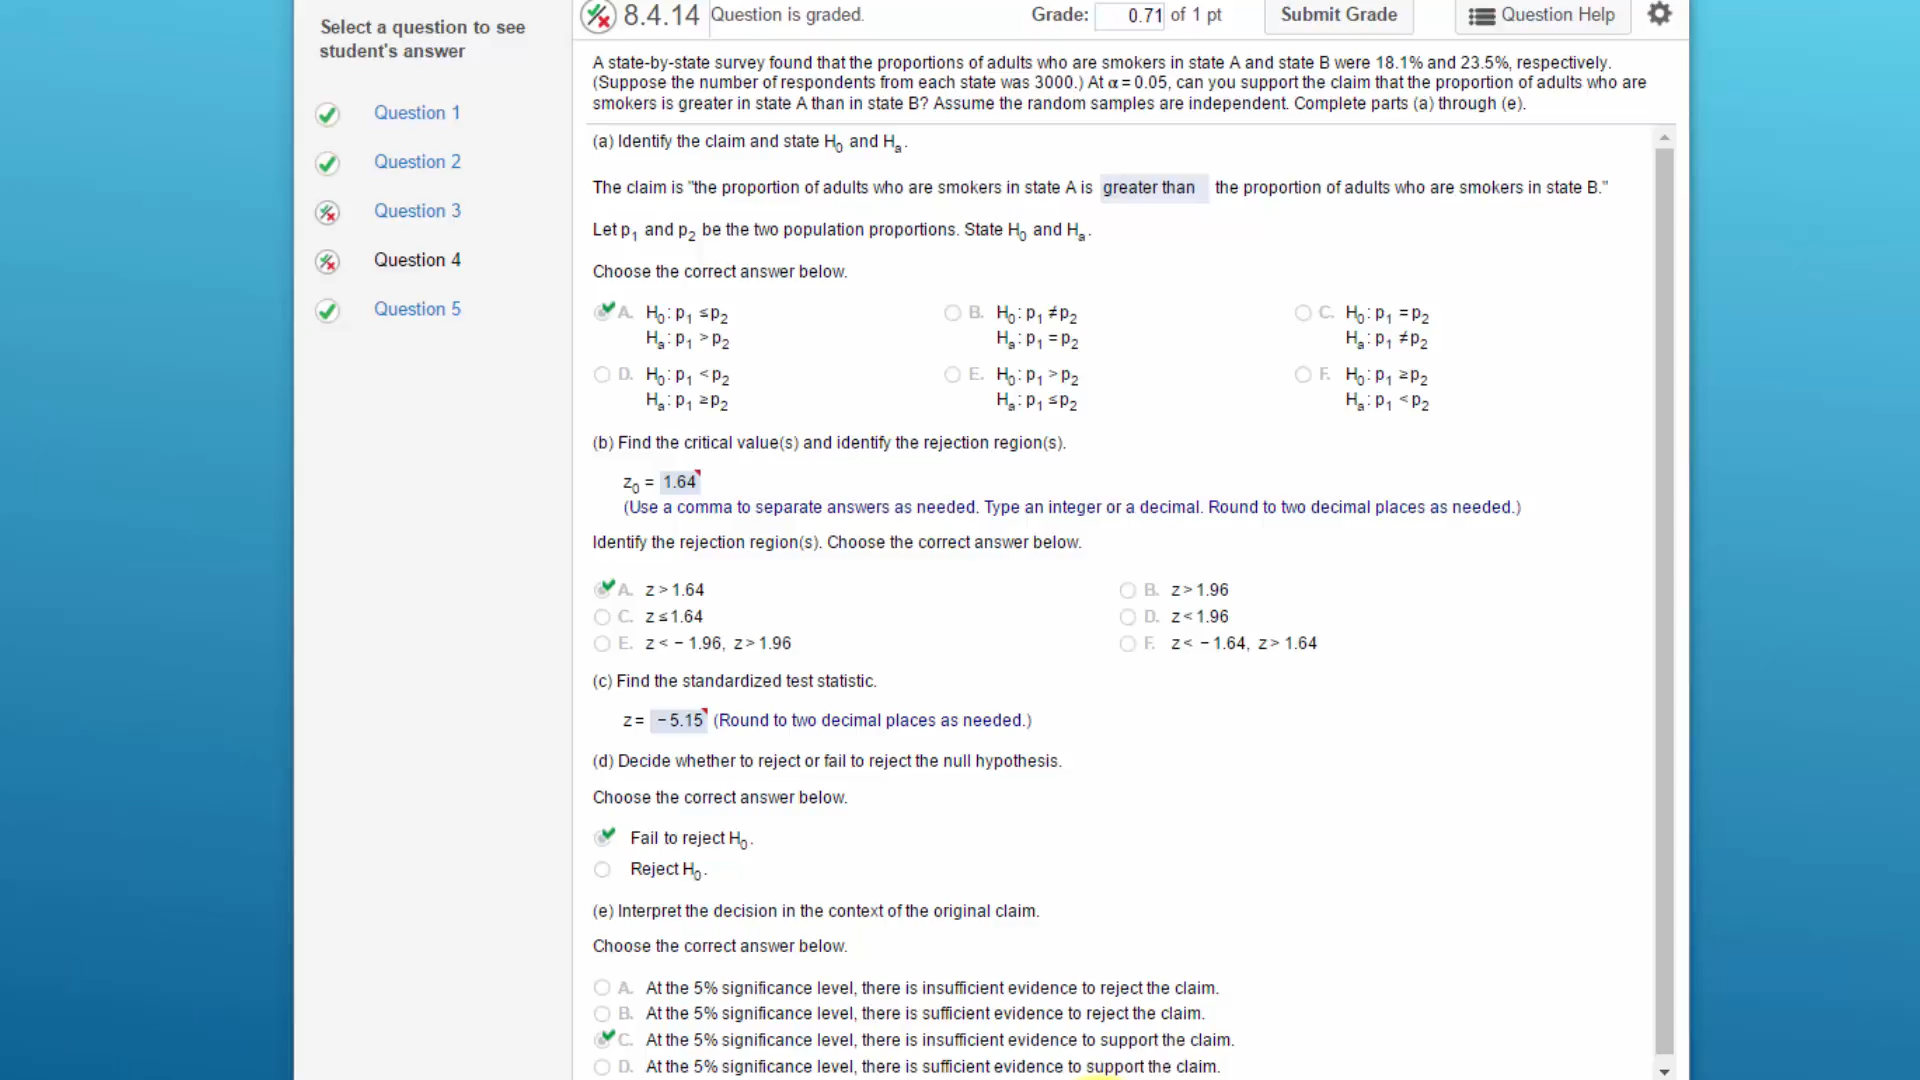 Select a question to see
student's answer
Question 1
Question 2
Question 3
Question 4
Question 5
8.4.14 Question is graded. Grade: 0.71 of 1 pt Submit Grade Question Help
A state-by-state survey found that the proportions of adults who are smokers in state A and state B were 18.1% and 23.5%, respectively.
(Suppose the number of respondents from each state was 3000.) At α = 0.05, can you support the claim that the proportion of adults who are
smokers is greater in state A than in state B? Assume the random samples are independent. Complete parts (a) through (e).
(a) Identify the claim and state H0 and Ha.
The claim is "the proportion of adults who are smokers in state A is greater than the proportion of adults who are smokers in state B."
Let p1 and p2 be the two population proportions. State H0 and Ha.
Choose the correct answer below.
A. H0: p1 ≤ p2 B. H0: p1 ≠ p2 C. H0: p1 = p2
Ha: p1 > p2 Ha: p1 = p2 Ha: p1 ≠ p2
D. H0: p1 < p2 E. H0: p1 > p2 F. H0: p1 ≥ p2
Ha: p1 ≥ p2 Ha: p1 ≤ p2 Ha: p1 < p2
(b) Find the critical value(s) and identify the rejection region(s).
z0 = 1.64
(Use a comma to separate answers as needed. Type an integer or a decimal. Round to two decimal places as needed.)
Identify the rejection region(s). Choose the correct answer below.
A. z > 1.64 B. z > 1.96
C. z ≤ 1.64 D. z < 1.96
E. z < − 1.96, z > 1.96 F. z < − 1.64, z > 1.64
(c) Find the standardized test statistic.
z = − 5.15 (Round to two decimal places as needed.)
(d) Decide whether to reject or fail to reject the null hypothesis.
Choose the correct answer below.
Fail to reject H0.
Reject H0.
(e) Interpret the decision in the context of the original claim.
Choose the correct answer below.
A. At the 5% significance level, there is insufficient evidence to reject the claim.
B. At the 5% significance level, there is sufficient evidence to reject the claim.
C. At the 5% significance level, there is insufficient evidence to support the claim.
D. At the 5% significance level, there is sufficient evidence to support the claim.